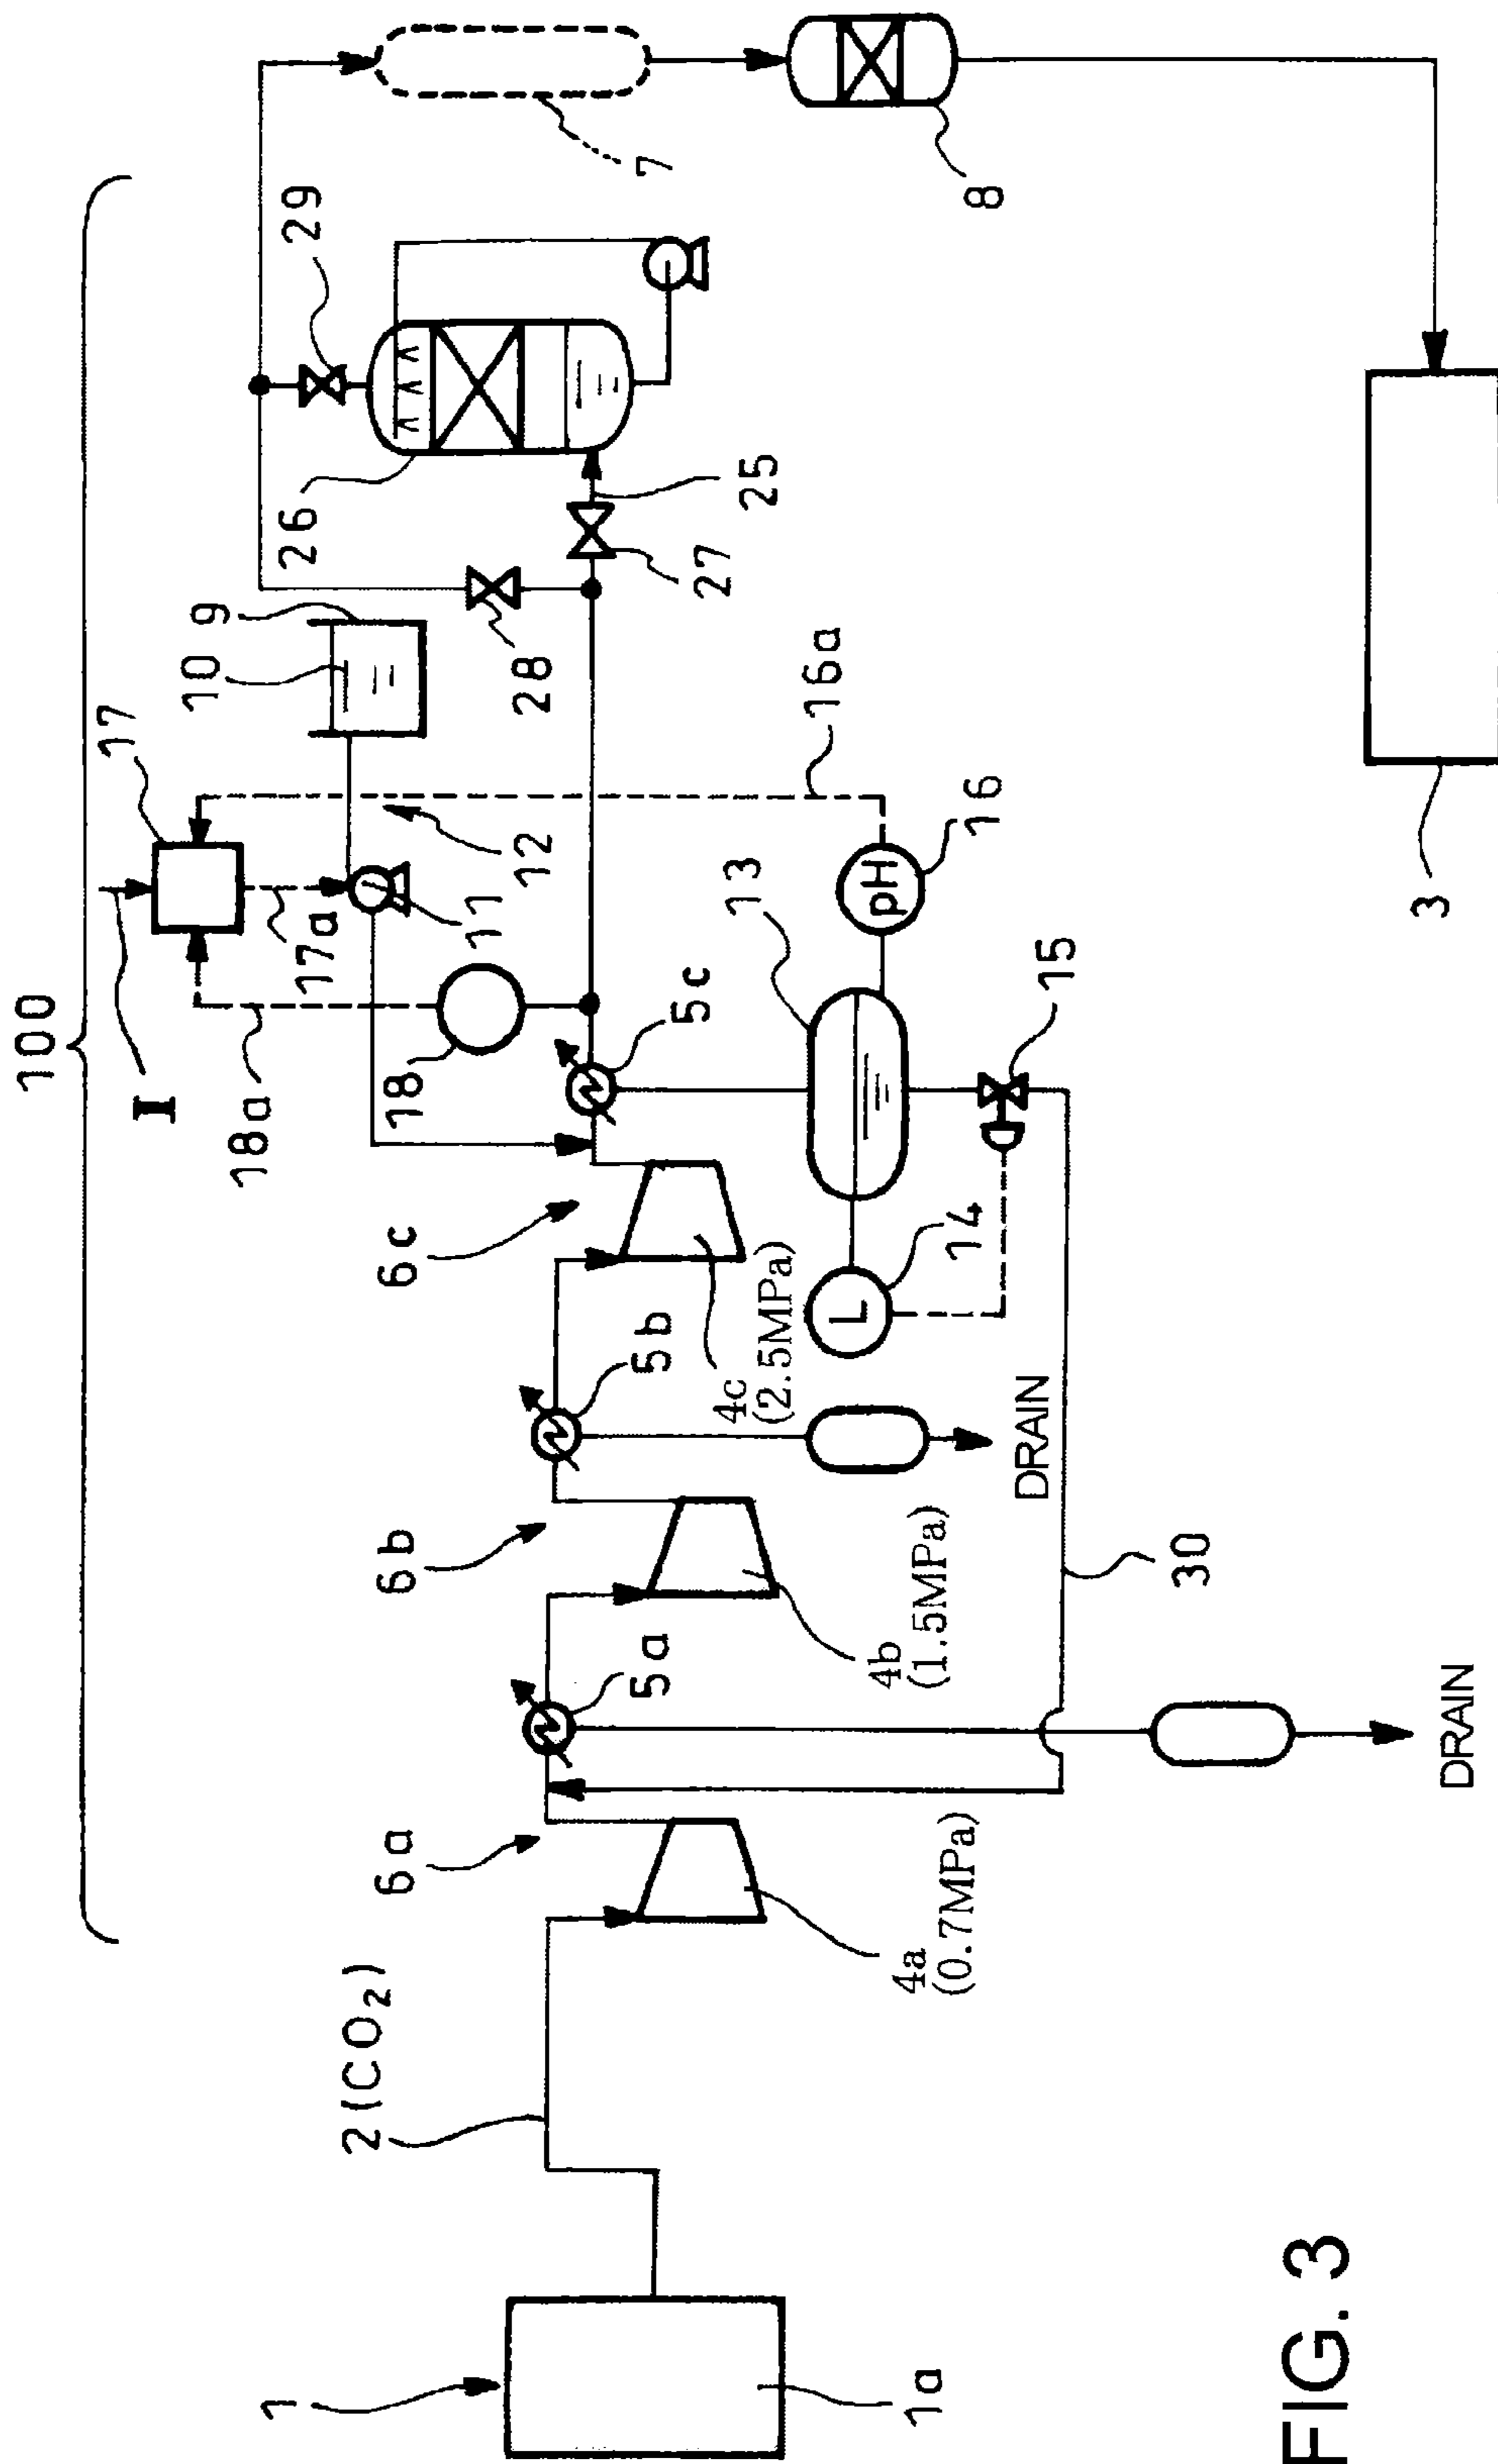 100
I
17
18a
17a
10
9
29
26
11
12
28
27
25
7
8
18
5c
6c
6b
6a
5b
5a
4c
(2.5MPa)
4b
(1.5MPa)
4a
(0.7MPa)
13
16
16a
pH
L
14
15
DRAIN
30
DRAIN
2(CO2)
1
1a
3
FIG. 3